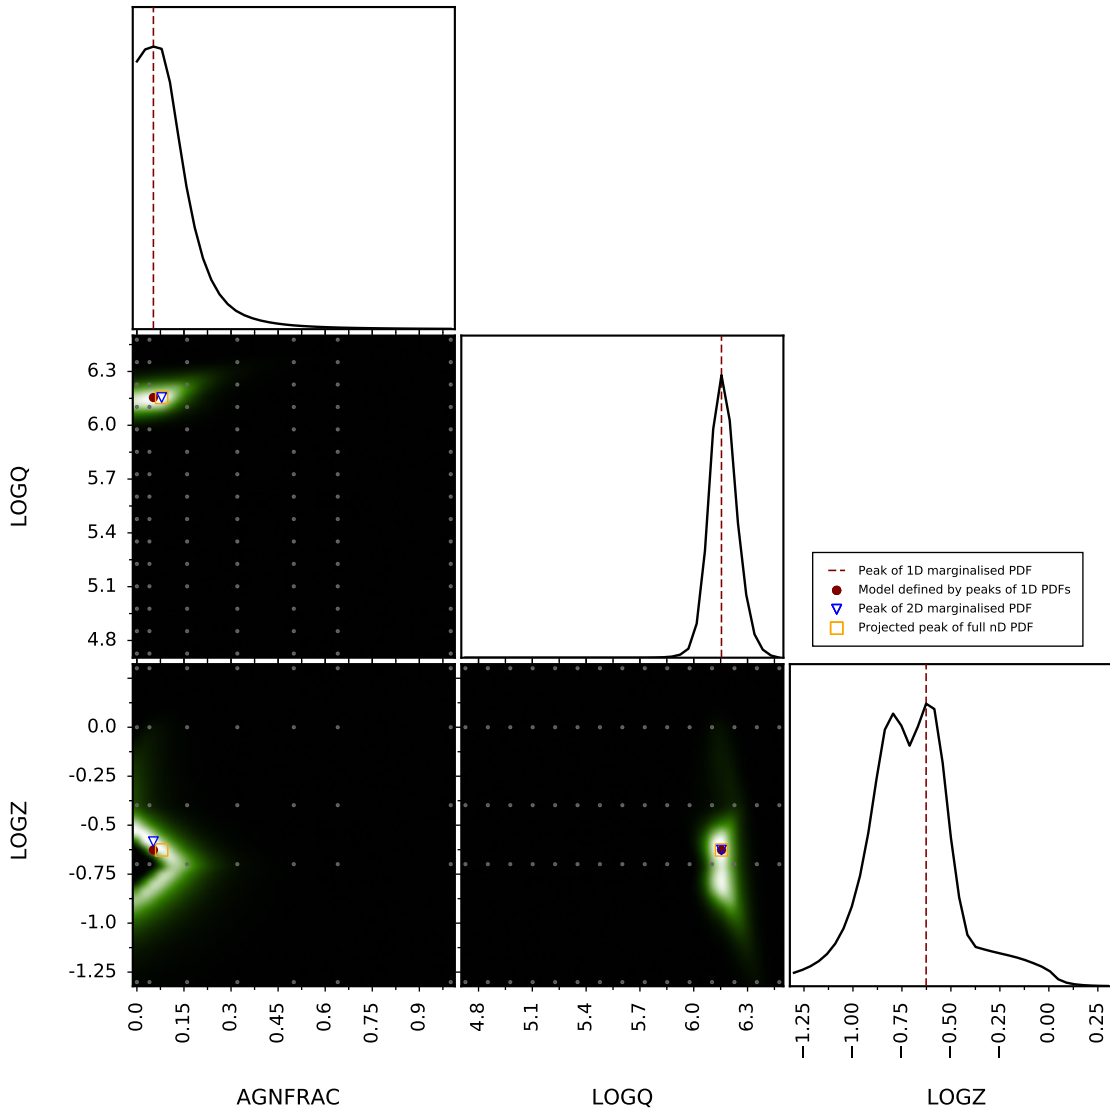 6.3
6.0
5.7
5.4
5.1
4.8
LOGQ
Peak of 1D marginalised PDF
Model defined by peaks of 1D PDFs
Peak of 2D marginalised PDF
Projected peak of full nD PDF
0.0
-0.25
-0.5
-0.75
-1.0
-1.25
LOGZ
0.0 0.15 0.3 0.45 0.6 0.75 0.9
4.8 5.1 5.4 5.7 6.0 6.3
−1.25 −1.00 −0.75 −0.50 −0.25 0.00 0.25
AGNFRAC LOGQ LOGZ